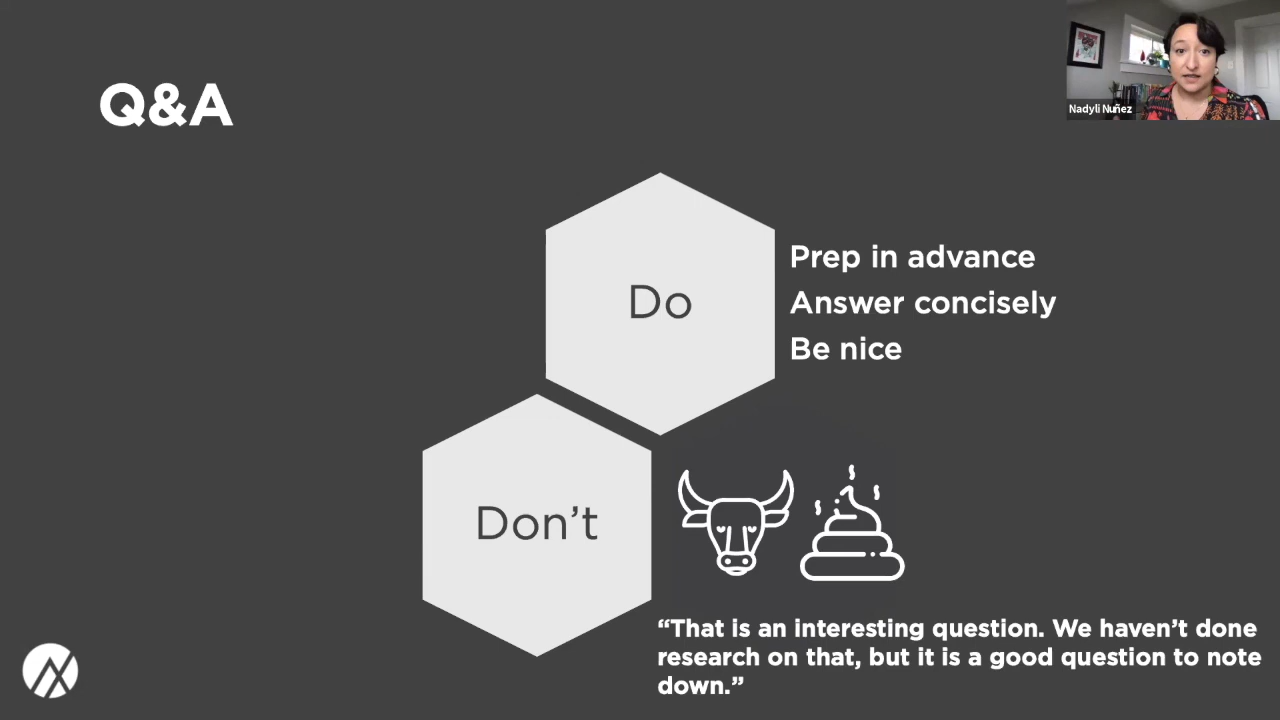 Q&A
Nadyli Nuñez
Do
Prep in advance
Answer concisely
Be nice
Don’t
“That is an interesting question. We haven’t done
research on that, but it is a good question to note
down.”